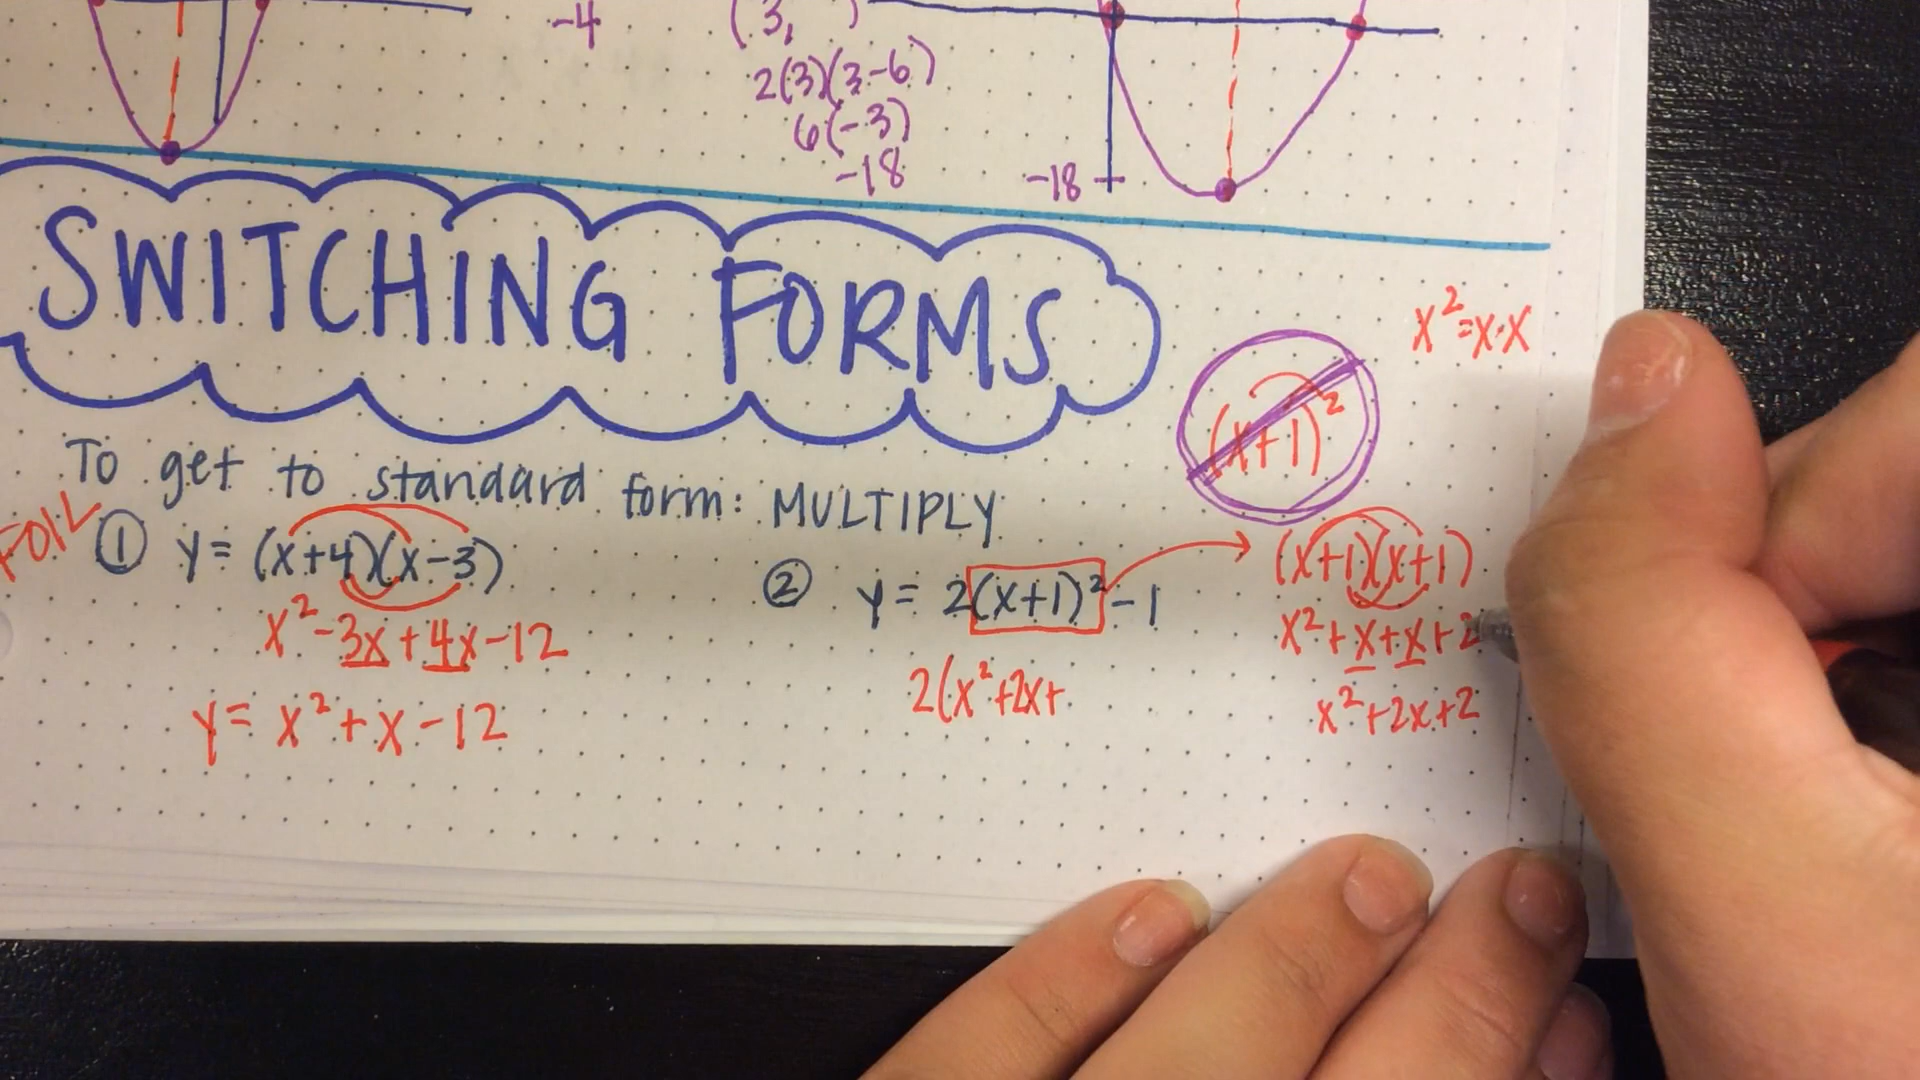 -4
(3, )
2(3)(3-6)
6(-3)
-18
-18
SWITCHING FORMS
x²=x·x
(x+1)²
To get to standard form: MULTIPLY
FOIL
① y= (x+4)(x-3)
x²-3x+4x-12
y= x²+x-12
② y= 2(x+1)²-1
2(x²+2x+
(x+1)(x+1)
x²+x+x+2
x²+2x+2